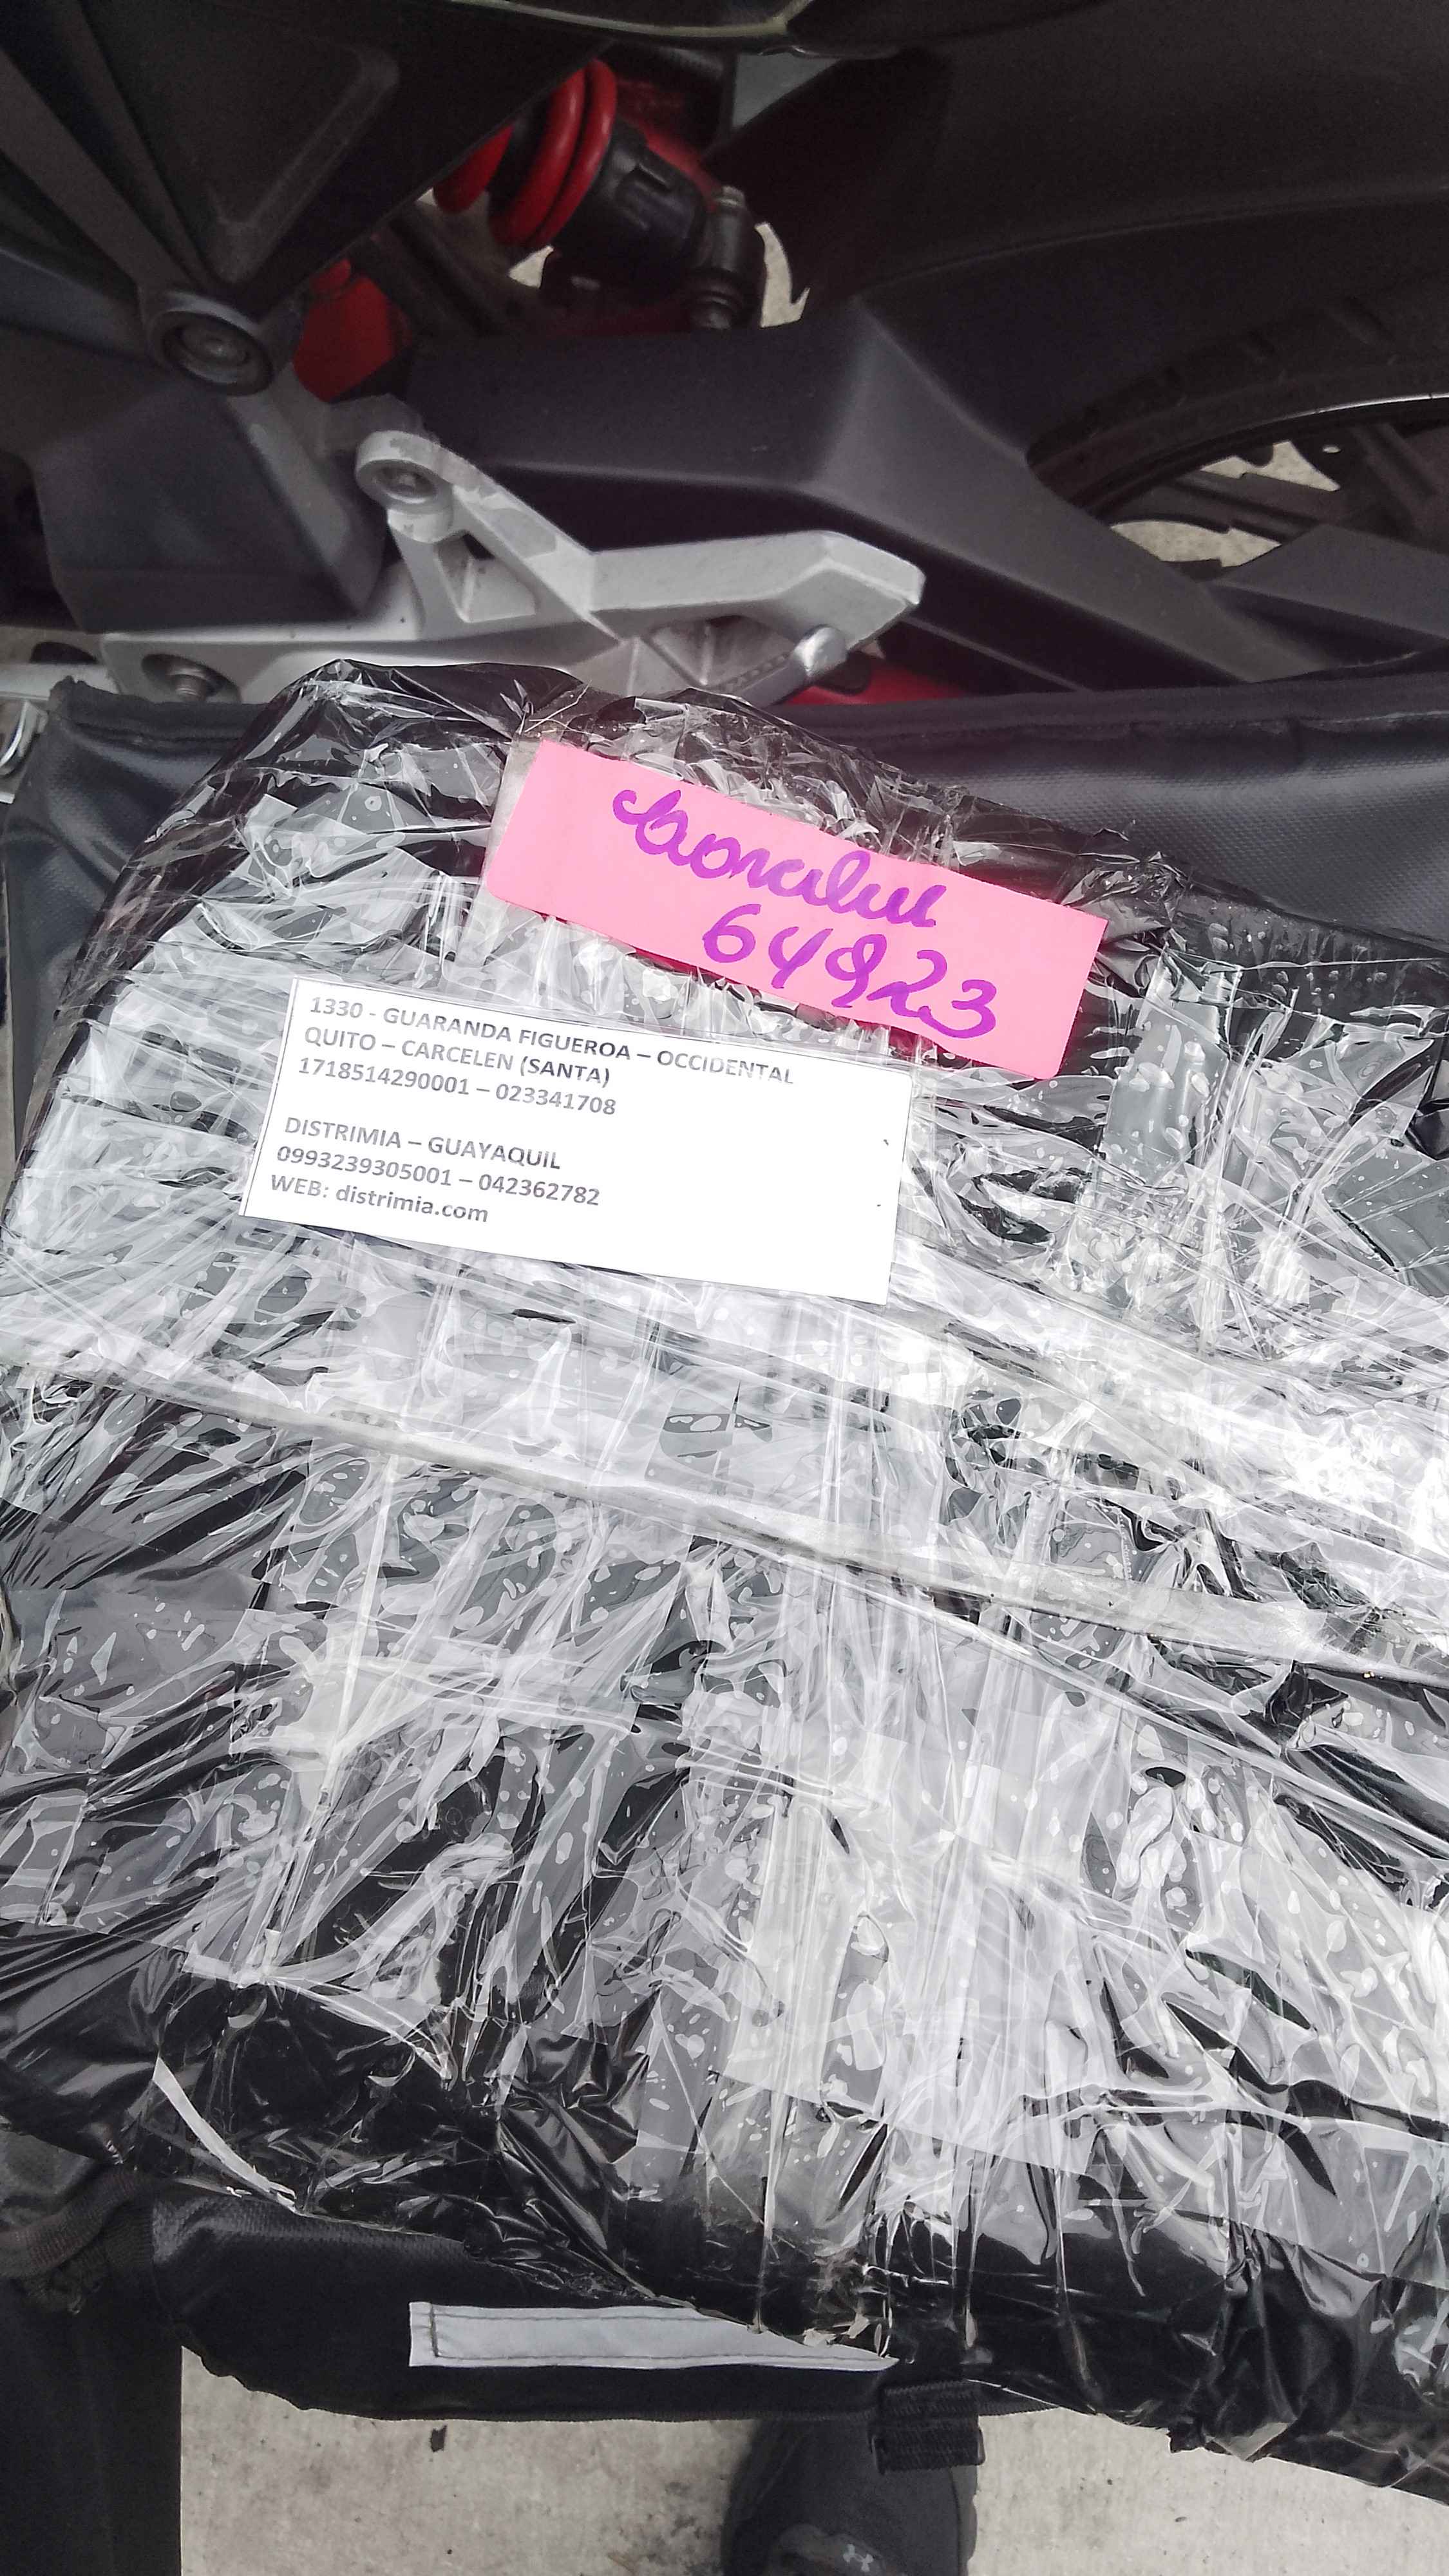 64923
1330 - GUARANDA FIGUEROA – OCCIDENTAL
QUITO – CARCELEN (SANTA)
1718514290001 – 023341708
DISTRIMIA – GUAYAQUIL
0993239305001 – 042362782
WEB: distrimia.com